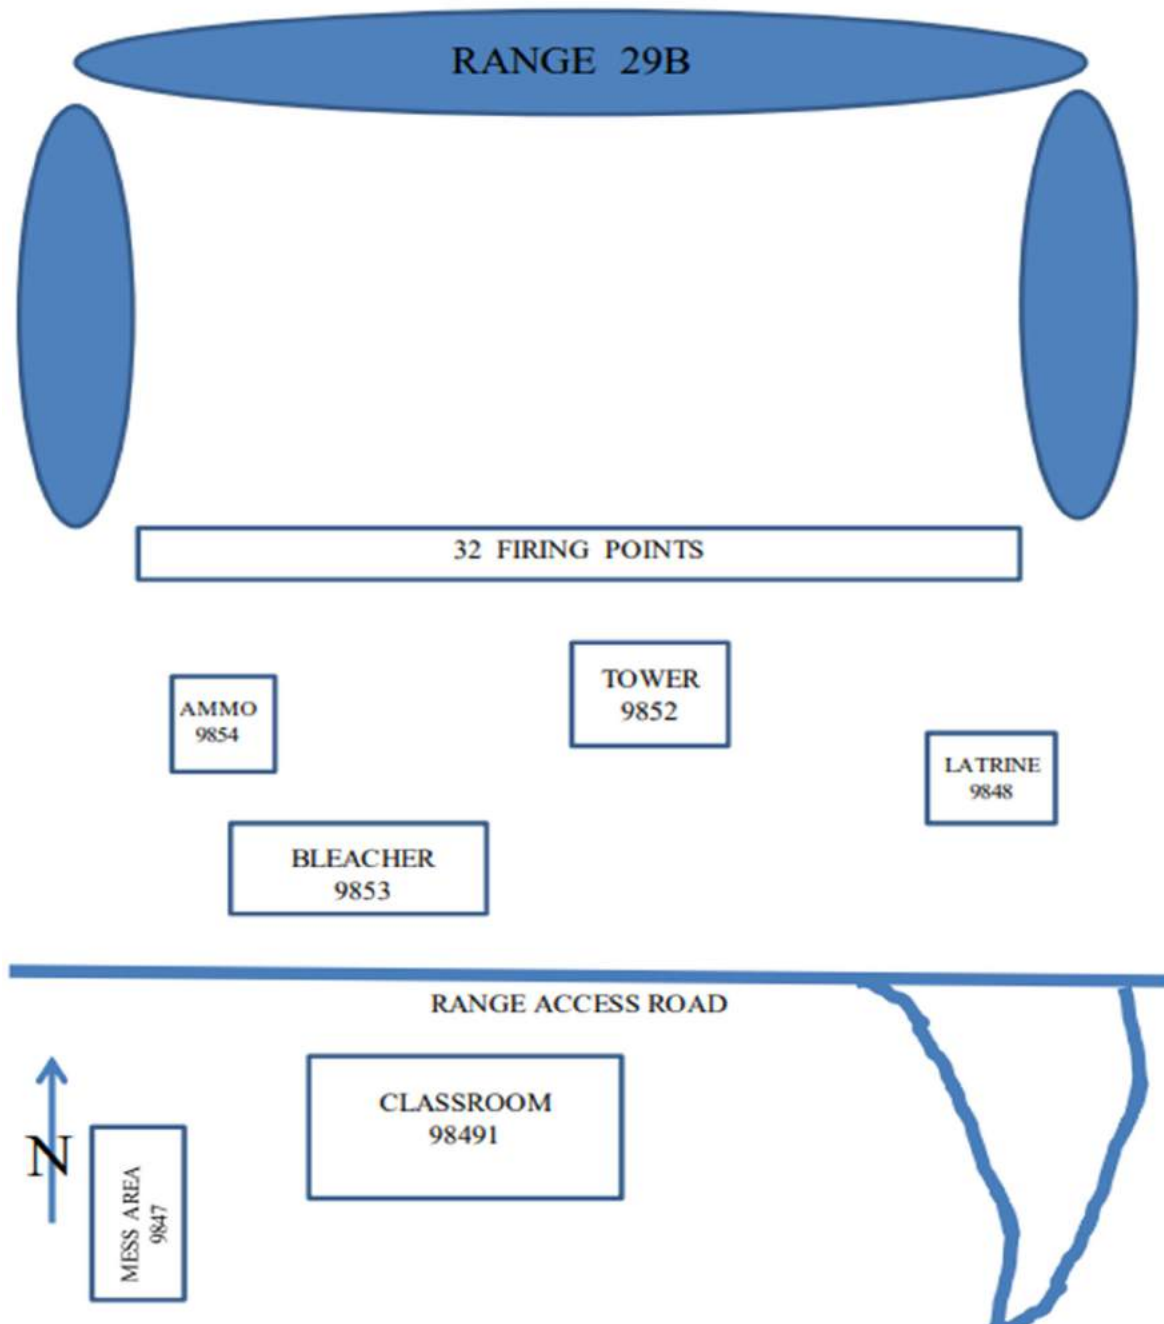 RANGE 29B
32 FIRING POINTS
TOWER
9852
AMMO
9854
LATRINE
9848
BLEACHER
9853
RANGE ACCESS ROAD
CLASSROOM
98491
N
MESS AREA
9847